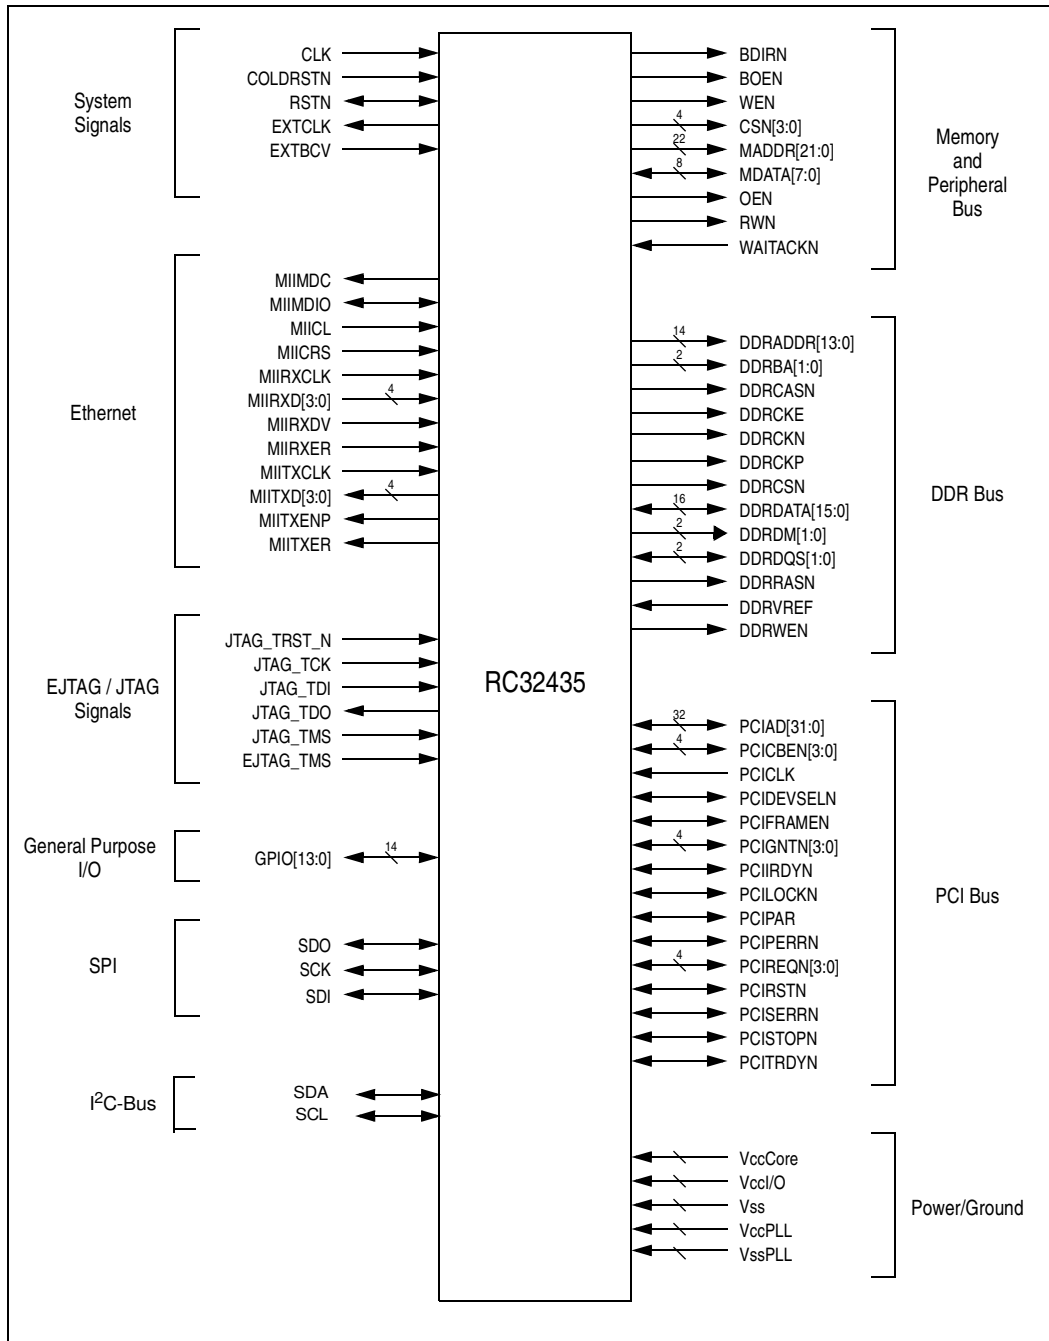 System
Signals
CLK
COLDRSTN
RSTN
EXTCLK
EXTBCV
Ethernet
MIIMDC
MIIMDIO
MIICL
MIICRS
MIIRXCLK
MIIRXD[3:0]
4
MIIRXDV
MIIRXER
MIITXCLK
MIITXD[3:0]
4
MIITXENP
MIITXER
EJTAG / JTAG
Signals
JTAG_TRST_N
JTAG_TCK
JTAG_TDI
JTAG_TDO
JTAG_TMS
EJTAG_TMS
General Purpose
I/O
GPIO[13:0]
14
SPI
SDO
SCK
SDI
I2C-Bus
SDA
SCL
RC32435
BDIRN
BOEN
WEN
4
CSN[3:0]
22
MADDR[21:0]
8
MDATA[7:0]
OEN
RWN
WAITACKN
Memory
and
Peripheral
Bus
14
DDRADDR[13:0]
2
DDRBA[1:0]
DDRCASN
DDRCKE
DDRCKN
DDRCKP
DDRCSN
16
DDRDATA[15:0]
2
DDRDM[1:0]
2
DDRDQS[1:0]
DDRRASN
DDRVREF
DDRWEN
DDR Bus
32
PCIAD[31:0]
4
PCICBEN[3:0]
PCICLK
PCIDEVSELN
PCIFRAMEN
4
PCIGNTN[3:0]
PCIIRDYN
PCILOCKN
PCIPAR
PCIPERRN
4
PCIREQN[3:0]
PCIRSTN
PCISERRN
PCISTOPN
PCITRDYN
PCI Bus
VccCore
VccI/O
Vss
VccPLL
VssPLL
Power/Ground